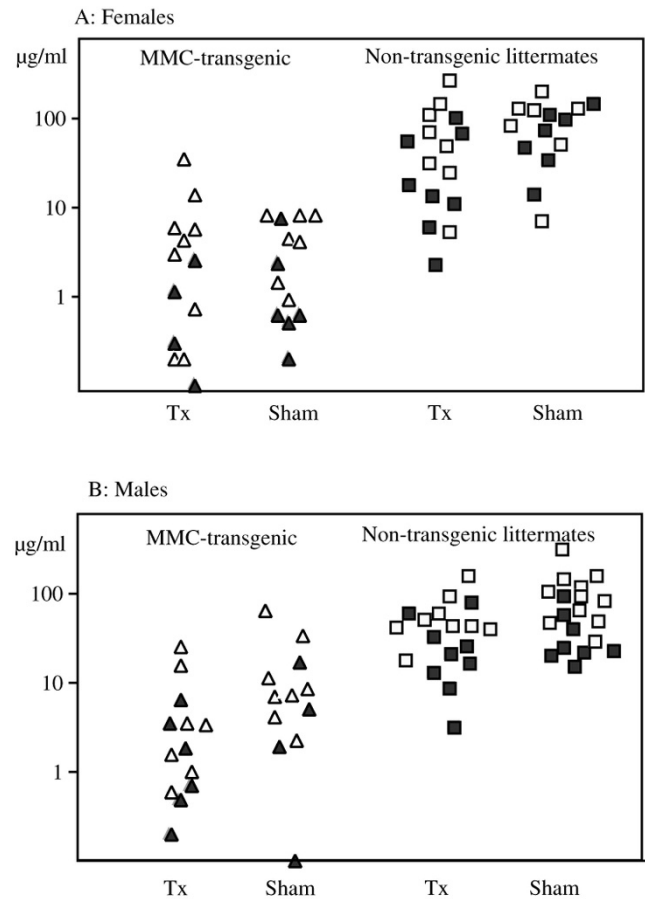 A: Females
µg/ml
MMC-transgenic
Non-transgenic littermates
100
10
1
Tx
Sham
Tx
Sham
B: Males
µg/ml
MMC-transgenic
Non-transgenic littermates
100
10
1
Tx
Sham
Tx
Sham